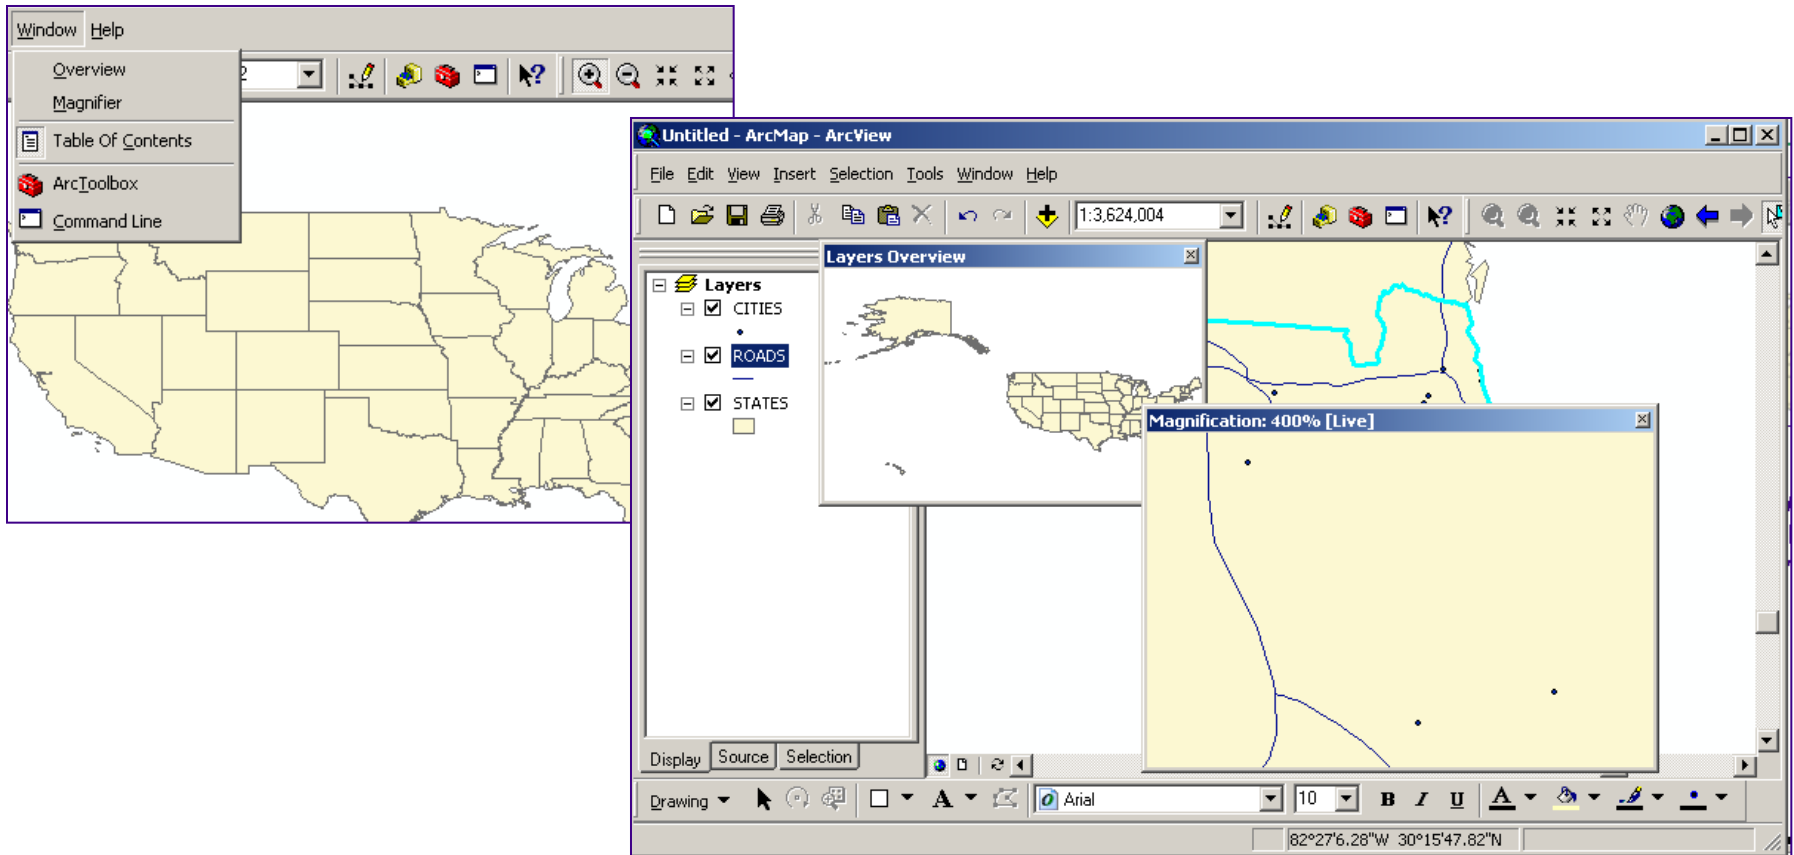 Window Help
Overview
Magnifier
Table Of Contents
ArcToolbox
Command Line
2
Untitled - ArcMap - ArcView
File Edit View Insert Selection Tools Window Help
1:3,624,004
Layers
CITIES
ROADS
STATES
Layers Overview
Magnification: 400% [Live]
Display Source Selection
Drawing A Arial 10 B I U A
82°27'6.28"W 30°15'47.82"N